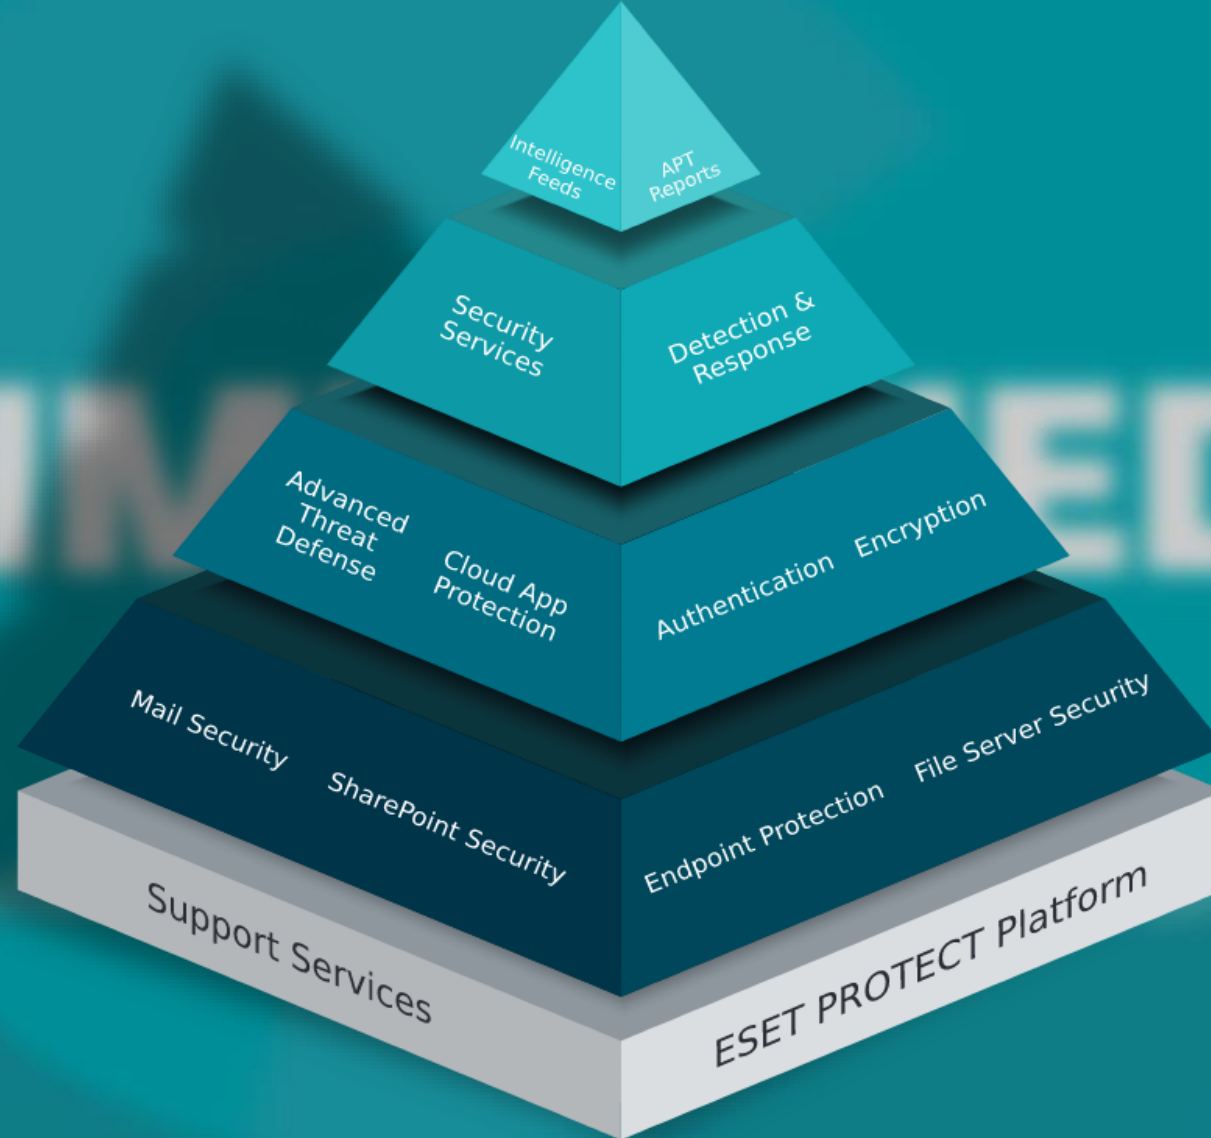 Intelligence
Feeds
APT
Reports
Security
Services
Detection &
Response
Advanced
Threat
Defense
Cloud App
Protection
Authentication
Encryption
Mail Security
SharePoint Security
Endpoint Protection
File Server Security
Support Services
ESET PROTECT Platform